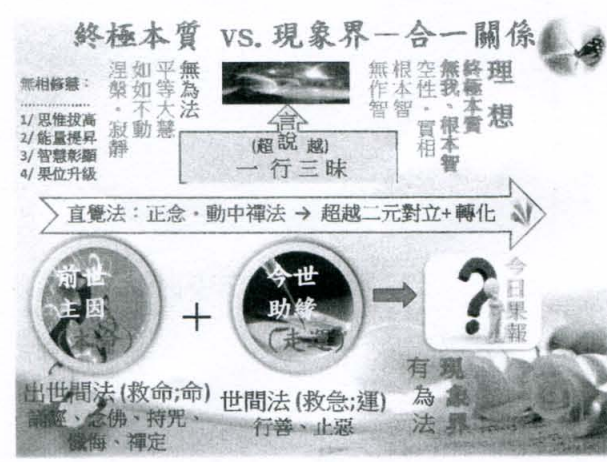 終極本質 vs. 現象界－合一關係
無相修慧：
1/ 思惟拔高
2/ 能量提昇
3/ 智慧彰顯
4/ 果位升級
理想
終極本質
無我、根本智
空性。實相
根本智
無作智
無為法
平等大慧
如如不動
涅槃。寂靜
言說
(超越)
一行三昧
直覺法：正念・動中禪法 → 超越二元對立+轉化
前世
主因
+
今世
助緣
(走運)
?
今日果報
現象界
有為法
出世間法(救命;命)
誦經、念佛、持咒、
懺悔、禪定
世間法(救急;運)
行善、止惡